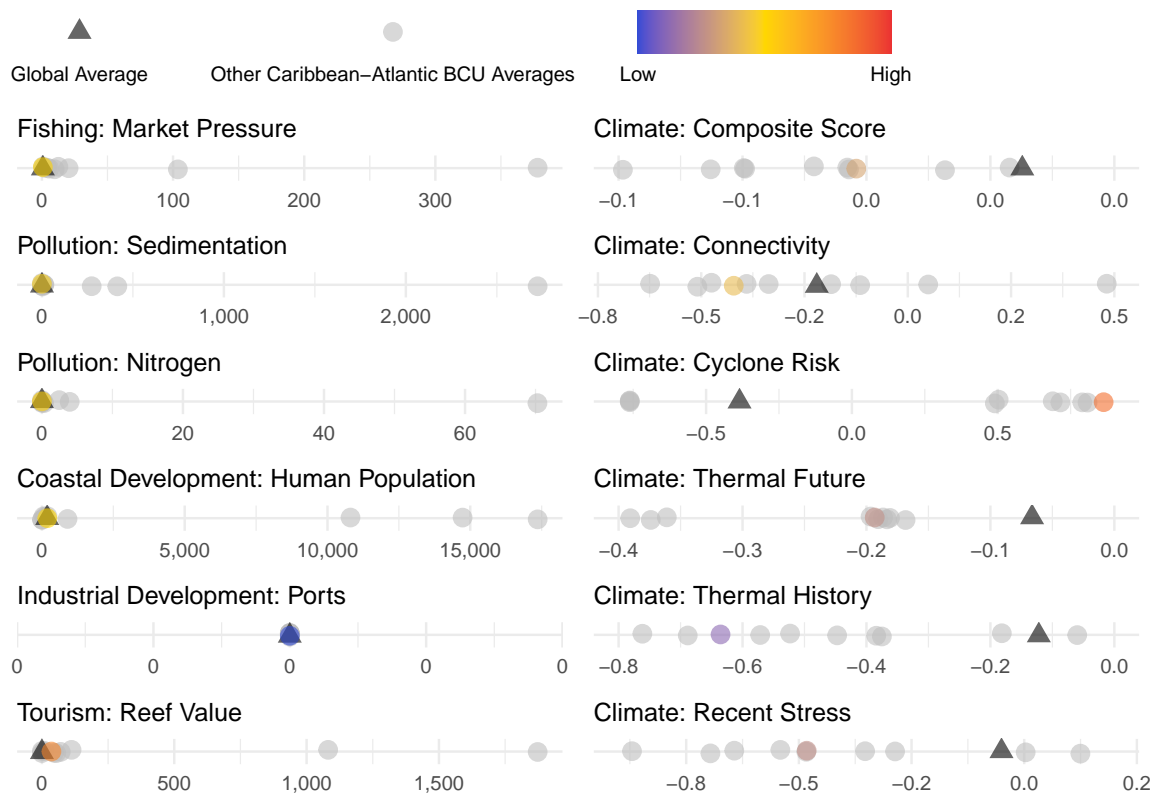 Global Average
Other Caribbean−Atlantic BCU Averages
Low
High
Fishing: Market Pressure
0 100 200 300
Pollution: Sedimentation
0 1,000 2,000
Pollution: Nitrogen
0 20 40 60
Coastal Development: Human Population
0 5,000 10,000 15,000
Industrial Development: Ports
0 0 0 0 0
Tourism: Reef Value
0 500 1,000 1,500
Climate: Composite Score
−0.1 −0.1 0.0 0.0 0.0
Climate: Connectivity
−0.8 −0.5 −0.2 0.0 0.2 0.5
Climate: Cyclone Risk
−0.5 0.0 0.5
Climate: Thermal Future
−0.4 −0.3 −0.2 −0.1 0.0
Climate: Thermal History
−0.8 −0.6 −0.4 −0.2 0.0
Climate: Recent Stress
−0.8 −0.5 −0.2 0.0 0.2